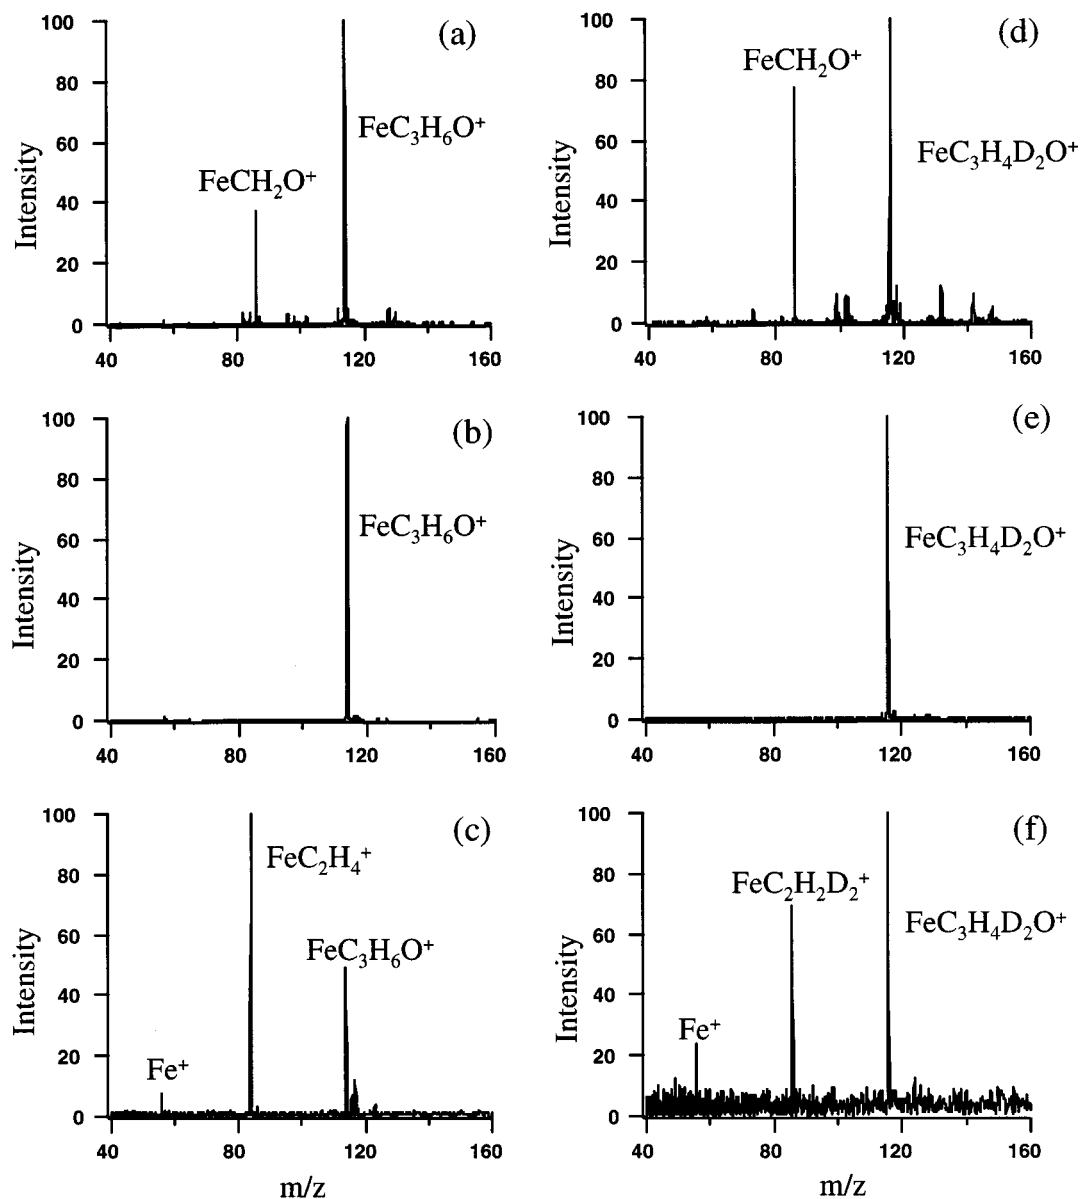 (a)
100
80
60
40
20
0
Intensity
FeCH₂O⁺
FeC₃H₆O⁺
40 80 120 160
(d)
100
80
60
40
20
0
Intensity
FeCH₂O⁺
FeC₃H₄D₂O⁺
40 80 120 160
(b)
100
80
60
40
20
0
Intensity
FeC₃H₆O⁺
40 80 120 160
(e)
100
80
60
40
20
0
Intensity
FeC₃H₄D₂O⁺
40 80 120 160
(c)
100
80
60
40
20
0
Intensity
FeC₂H₄⁺
FeC₃H₆O⁺
Fe⁺
40 80 120 160
m/z
(f)
100
80
60
40
20
0
Intensity
FeC₂H₂D₂⁺
FeC₃H₄D₂O⁺
Fe⁺
40 80 120 160
m/z